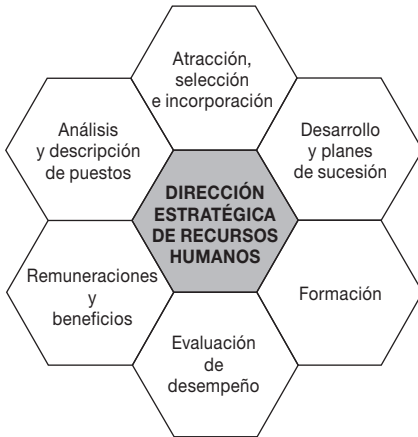 Atracción,
selección
e incorporación
Análisis
y descripción
de puestos
Desarrollo
y planes
de sucesión
DIRECCIÓN
ESTRATÉGICA
DE RECURSOS
HUMANOS
Remuneraciones
y
beneficios
Formación
Evaluación
de
desempeño